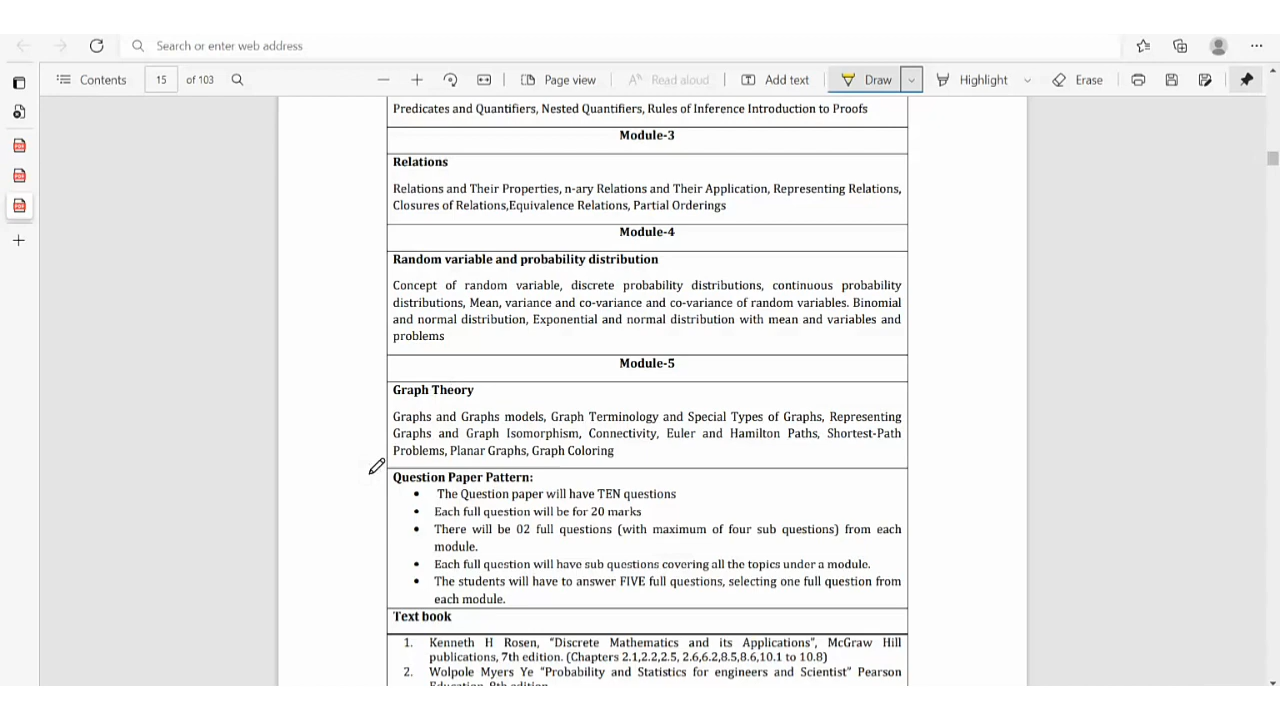 Search or enter web address
Contents 15 of 103 Page view Read aloud Add text Draw Highlight Erase
Predicates and Quantifiers, Nested Quantifiers, Rules of Inference Introduction to Proofs
Module-3
Relations
Relations and Their Properties, n-ary Relations and Their Application, Representing Relations,
Closures of Relations,Equivalence Relations, Partial Orderings
Module-4
Random variable and probability distribution
Concept of random variable, discrete probability distributions, continuous probability
distributions, Mean, variance and co-variance and co-variance of random variables. Binomial
and normal distribution, Exponential and normal distribution with mean and variables and
problems
Module-5
Graph Theory
Graphs and Graphs models, Graph Terminology and Special Types of Graphs, Representing
Graphs and Graph Isomorphism, Connectivity, Euler and Hamilton Paths, Shortest-Path
Problems, Planar Graphs, Graph Coloring
Question Paper Pattern:
• The Question paper will have TEN questions
• Each full question will be for 20 marks
• There will be 02 full questions (with maximum of four sub questions) from each
module.
• Each full question will have sub questions covering all the topics under a module.
• The students will have to answer FIVE full questions, selecting one full question from
each module.
Text book
1. Kenneth H Rosen, "Discrete Mathematics and its Applications", McGraw Hill
publications, 7th edition. (Chapters 2.1,2.2,2.5, 2.6,6.2,8.5,8.6,10.1 to 10.8)
2. Wolpole Myers Ye "Probability and Statistics for engineers and Scientist" Pearson